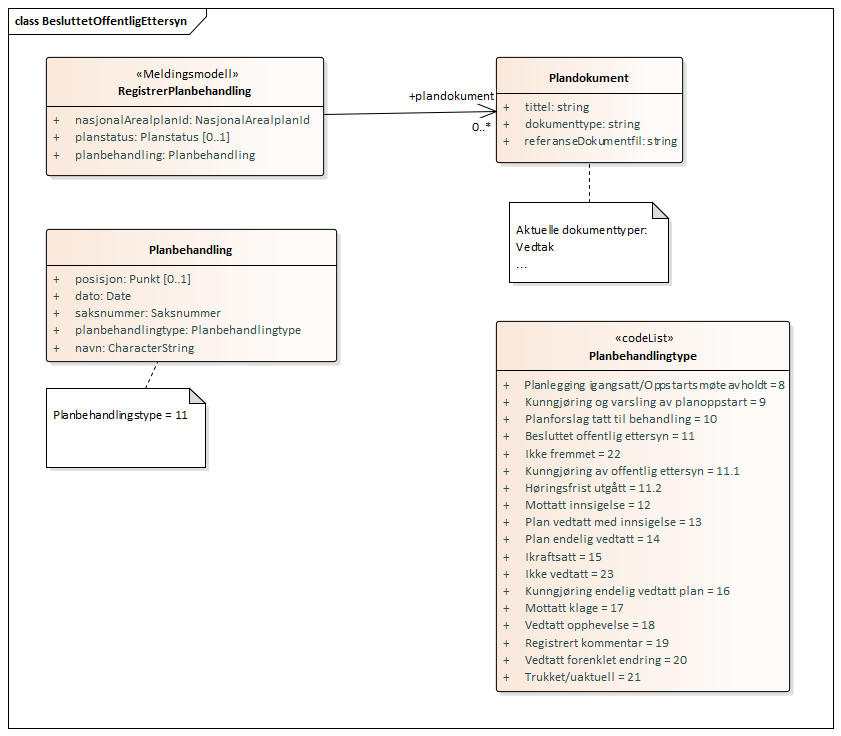 class BesluttetOffentligEttersyn
«Meldingsmodell»
RegistrerPlanbehandling
+ nasjonalArealplanId: NasjonalArealplanId
+ planstatus: Planstatus [0..1]
+ planbehandling: Planbehandling
+plandokument
0..*
Plandokument
+ tittel: string
+ dokumenttype: string
+ referanseDokumentfil: string
Aktuelle dokumenttyper:
Vedtak
...
Planbehandling
+ posisjon: Punkt [0..1]
+ dato: Date
+ saksnummer: Saksnummer
+ planbehandlingtype: Planbehandlingtype
+ navn: CharacterString
Planbehandlingstype = 11
«codeList»
Planbehandlingtype
+ Planlegging igangsatt/Oppstartsmøte avholdt = 8
+ Kunngjøring og varsling av planoppstart = 9
+ Planforslag tatt til behandling = 10
+ Besluttet offentlig ettersyn = 11
+ Ikke fremmet = 22
+ Kunngjøring av offentlig ettersyn = 11.1
+ Høringsfrist utgått = 11.2
+ Mottatt innsigelse = 12
+ Plan vedtatt med innsigelse = 13
+ Plan endelig vedtatt = 14
+ Ikraftsatt = 15
+ Ikke vedtatt = 23
+ Kunngjøring endelig vedtatt plan = 16
+ Mottatt klage = 17
+ Vedtatt opphevelse = 18
+ Registrert kommentar = 19
+ Vedtatt forenklet endring = 20
+ Trukket/uaktuell = 21